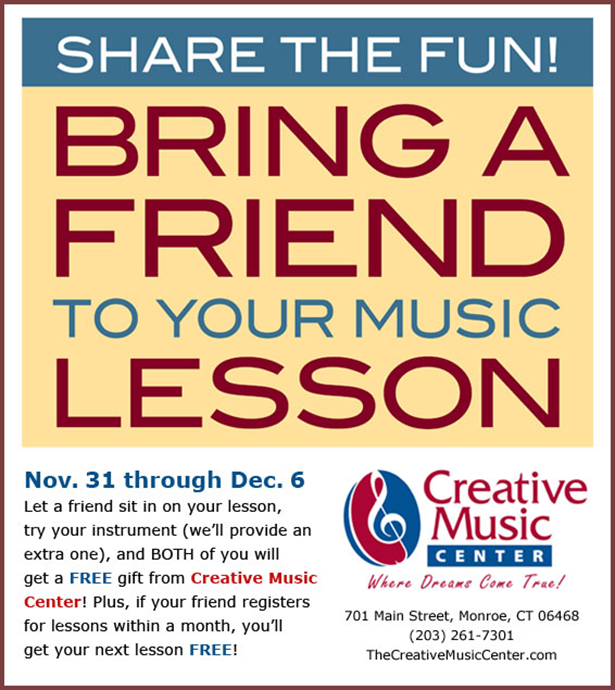 SHARE THE FUN!
BRING A
FRIEND
TO YOUR MUSIC
LESSON
Nov. 31 through Dec. 6
Let a friend sit in on your lesson,
try your instrument (we’ll provide an
extra one), and BOTH of you will
get a FREE gift from Creative Music
Center! Plus, if your friend registers
for lessons within a month, you’ll
get your next lesson FREE!
Creative
Music
CENTER
Where Dreams Come True!
701 Main Street, Monroe, CT 06468
(203) 261-7301
TheCreativeMusicCenter.com